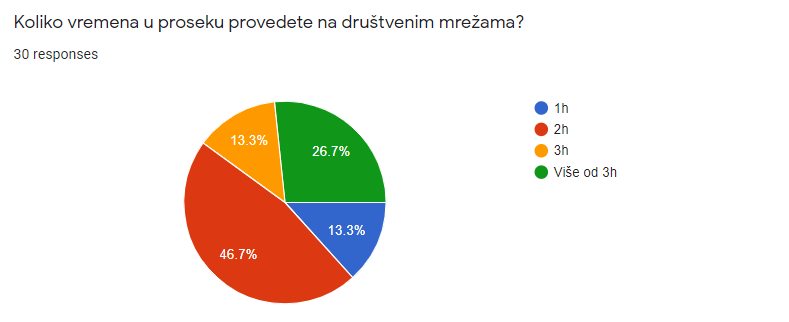 Koliko vremena u proseku provedete na društvenim mrežama?
30 responses
13.3%
26.7%
13.3%
46.7%
1h
2h
3h
Više od 3h